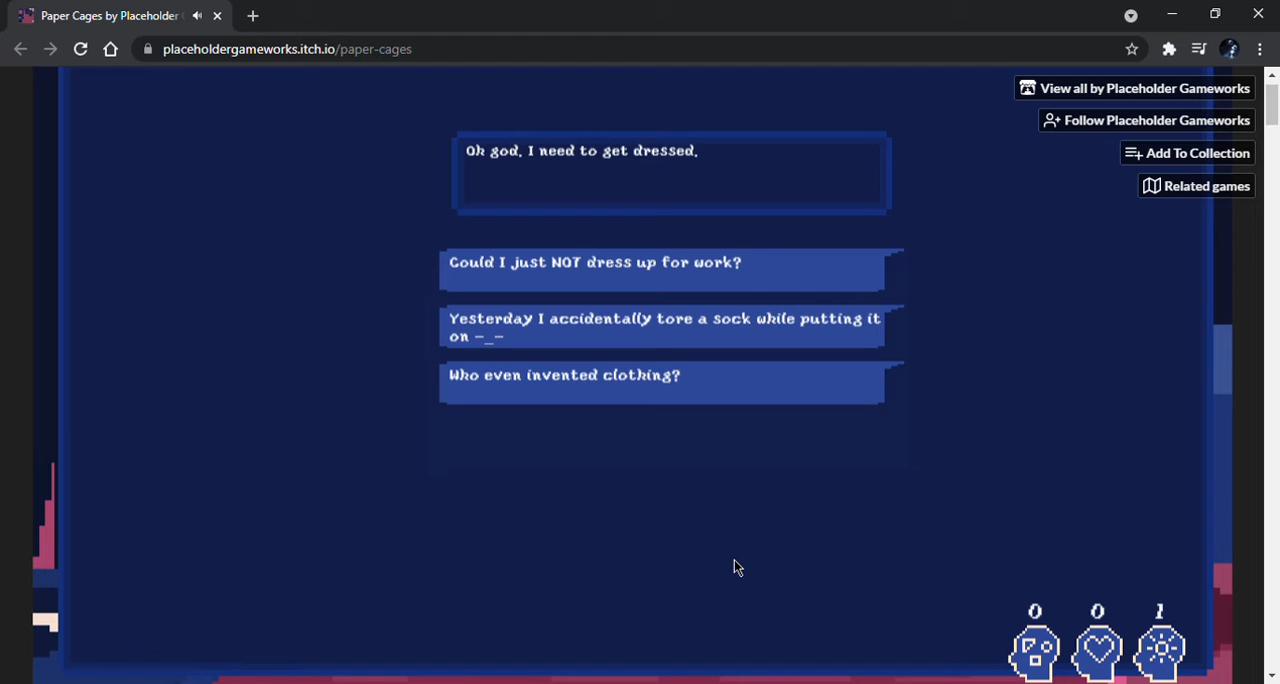 Paper Cages by Placeholder
placeholdergameworks.itch.io/paper-cages
View all by Placeholder Gameworks
Follow Placeholder Gameworks
Add To Collection
Related games
Oh god, I need to get dressed.
Could I just NOT dress up for work?
Yesterday I accidentally tore a sock while putting it
on -_-
Who even invented clothing?
0 0 1